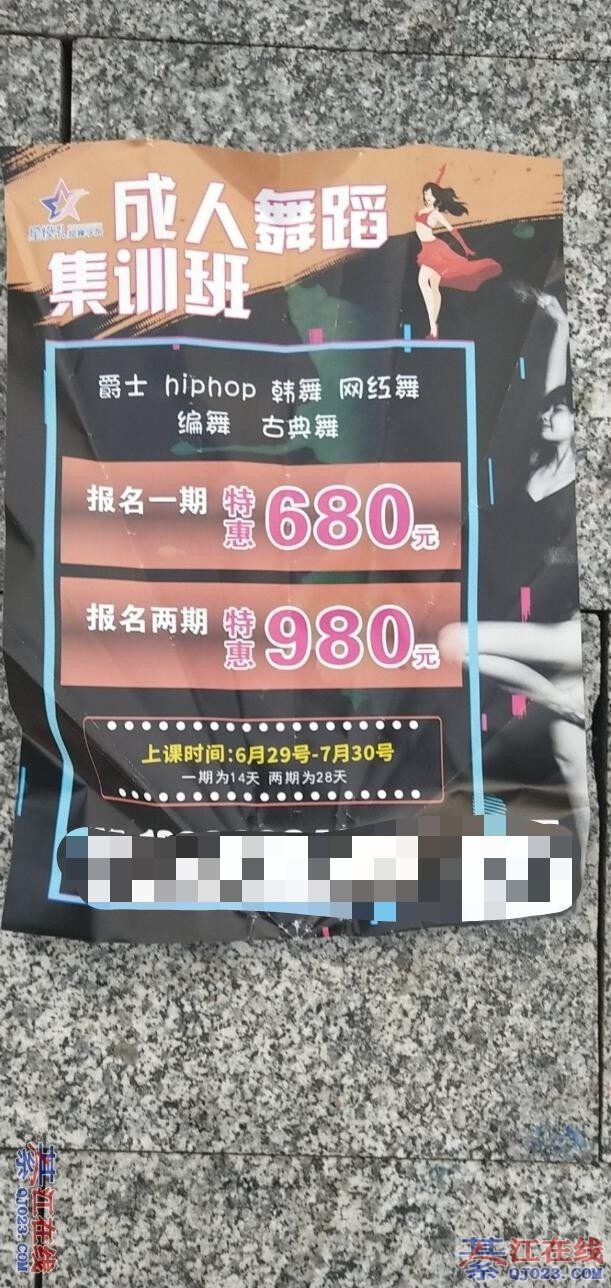 成人舞蹈
集训班
爵士 hiphop 韩舞 网红舞
编舞 古典舞
报名一期 特惠 680元
报名两期 特惠 980元
上课时间:6月29号-7月30号
一期为14天 两期为28天
綦江在线
QJ023.COM
綦江在线
QJ023.COM